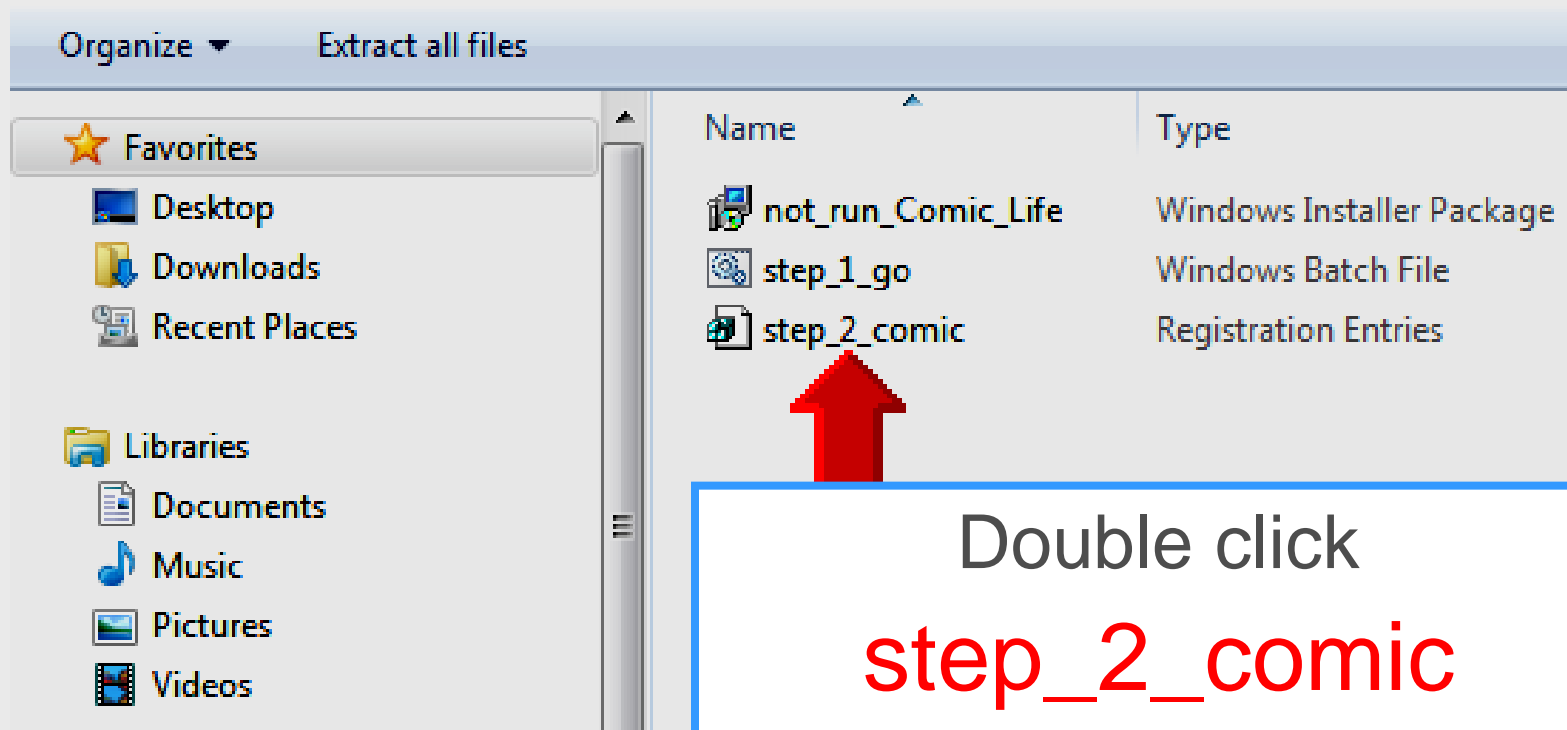 Organize Extract all files
Favorites
Desktop
Downloads
Recent Places
Libraries
Documents
Music
Pictures
Videos
Name Type
not_run_Comic_Life Windows Installer Package
step_1_go Windows Batch File
step_2_comic Registration Entries
Double click
step_2_comic